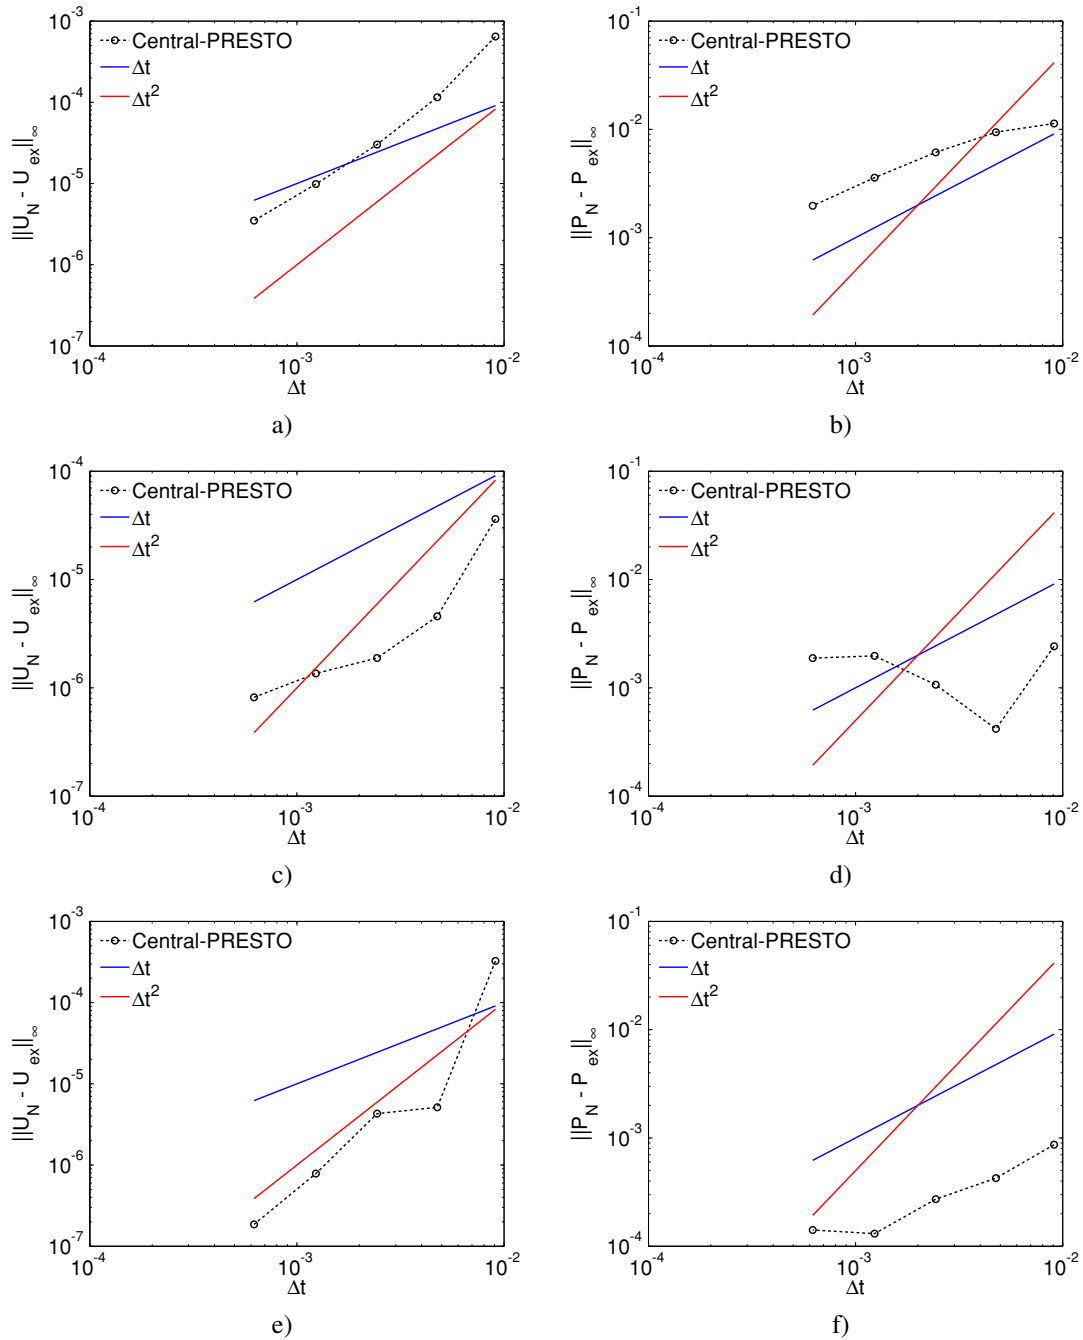 10^-3
Central-PRESTO
Δt
Δt^2
10^-4
10^-5
10^-6
10^-7
||U_N - U_ex||_∞
10^-4
10^-3
10^-2
Δt
a)
10^-1
Central-PRESTO
Δt
Δt^2
10^-2
10^-3
10^-4
||P_N - P_ex||_∞
10^-4
10^-3
10^-2
Δt
b)
10^-4
Central-PRESTO
Δt
Δt^2
10^-5
10^-6
10^-7
||U_N - U_ex||_∞
10^-4
10^-3
10^-2
Δt
c)
10^-1
Central-PRESTO
Δt
Δt^2
10^-2
10^-3
10^-4
||P_N - P_ex||_∞
10^-4
10^-3
10^-2
Δt
d)
10^-3
Central-PRESTO
Δt
Δt^2
10^-4
10^-5
10^-6
10^-7
||U_N - U_ex||_∞
10^-4
10^-3
10^-2
Δt
e)
10^-1
Central-PRESTO
Δt
Δt^2
10^-2
10^-3
10^-4
||P_N - P_ex||_∞
10^-4
10^-3
10^-2
Δt
f)